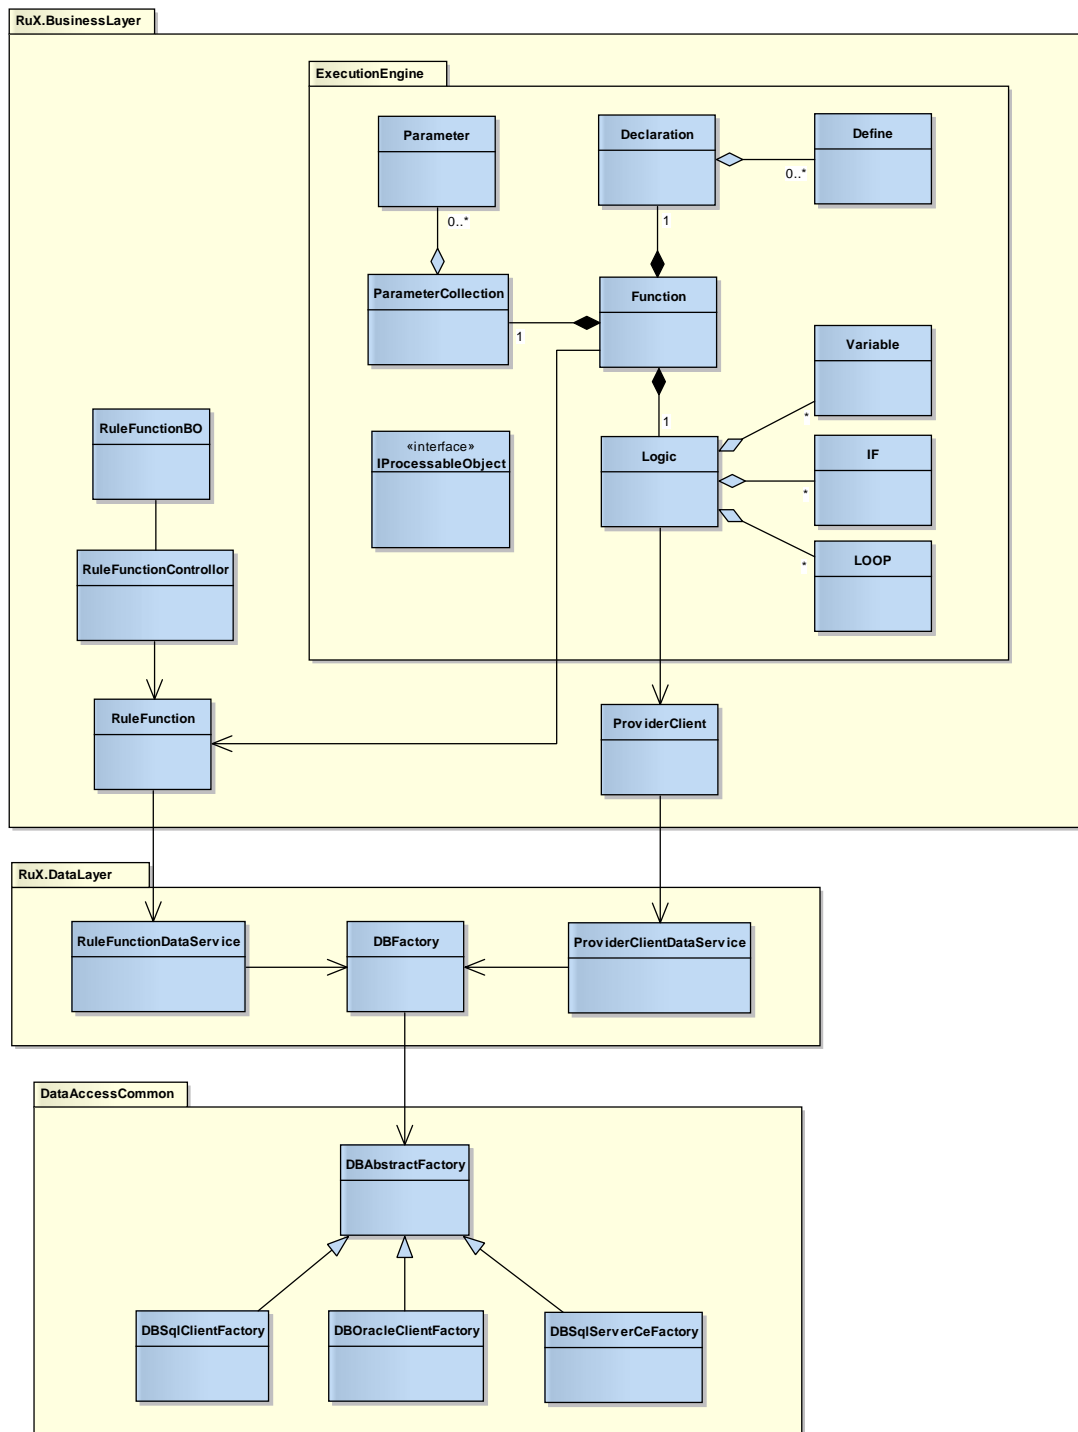 RuX.BusinessLayer
ExecutionEngine
Parameter
Declaration
Define
0..*
0..*
1
ParameterCollection
Function
1
Variable
RuleFunctionBO
1
*
«interface»
IProcessableObject
Logic
IF
*
RuleFunctionControllor
LOOP
*
RuleFunction
ProviderClient
RuX.DataLayer
RuleFunctionDataService
DBFactory
ProviderClientDataService
DataAccessCommon
DBAbstractFactory
DBSqlClientFactory
DBOracleClientFactory
DBSqlServerCeFactory